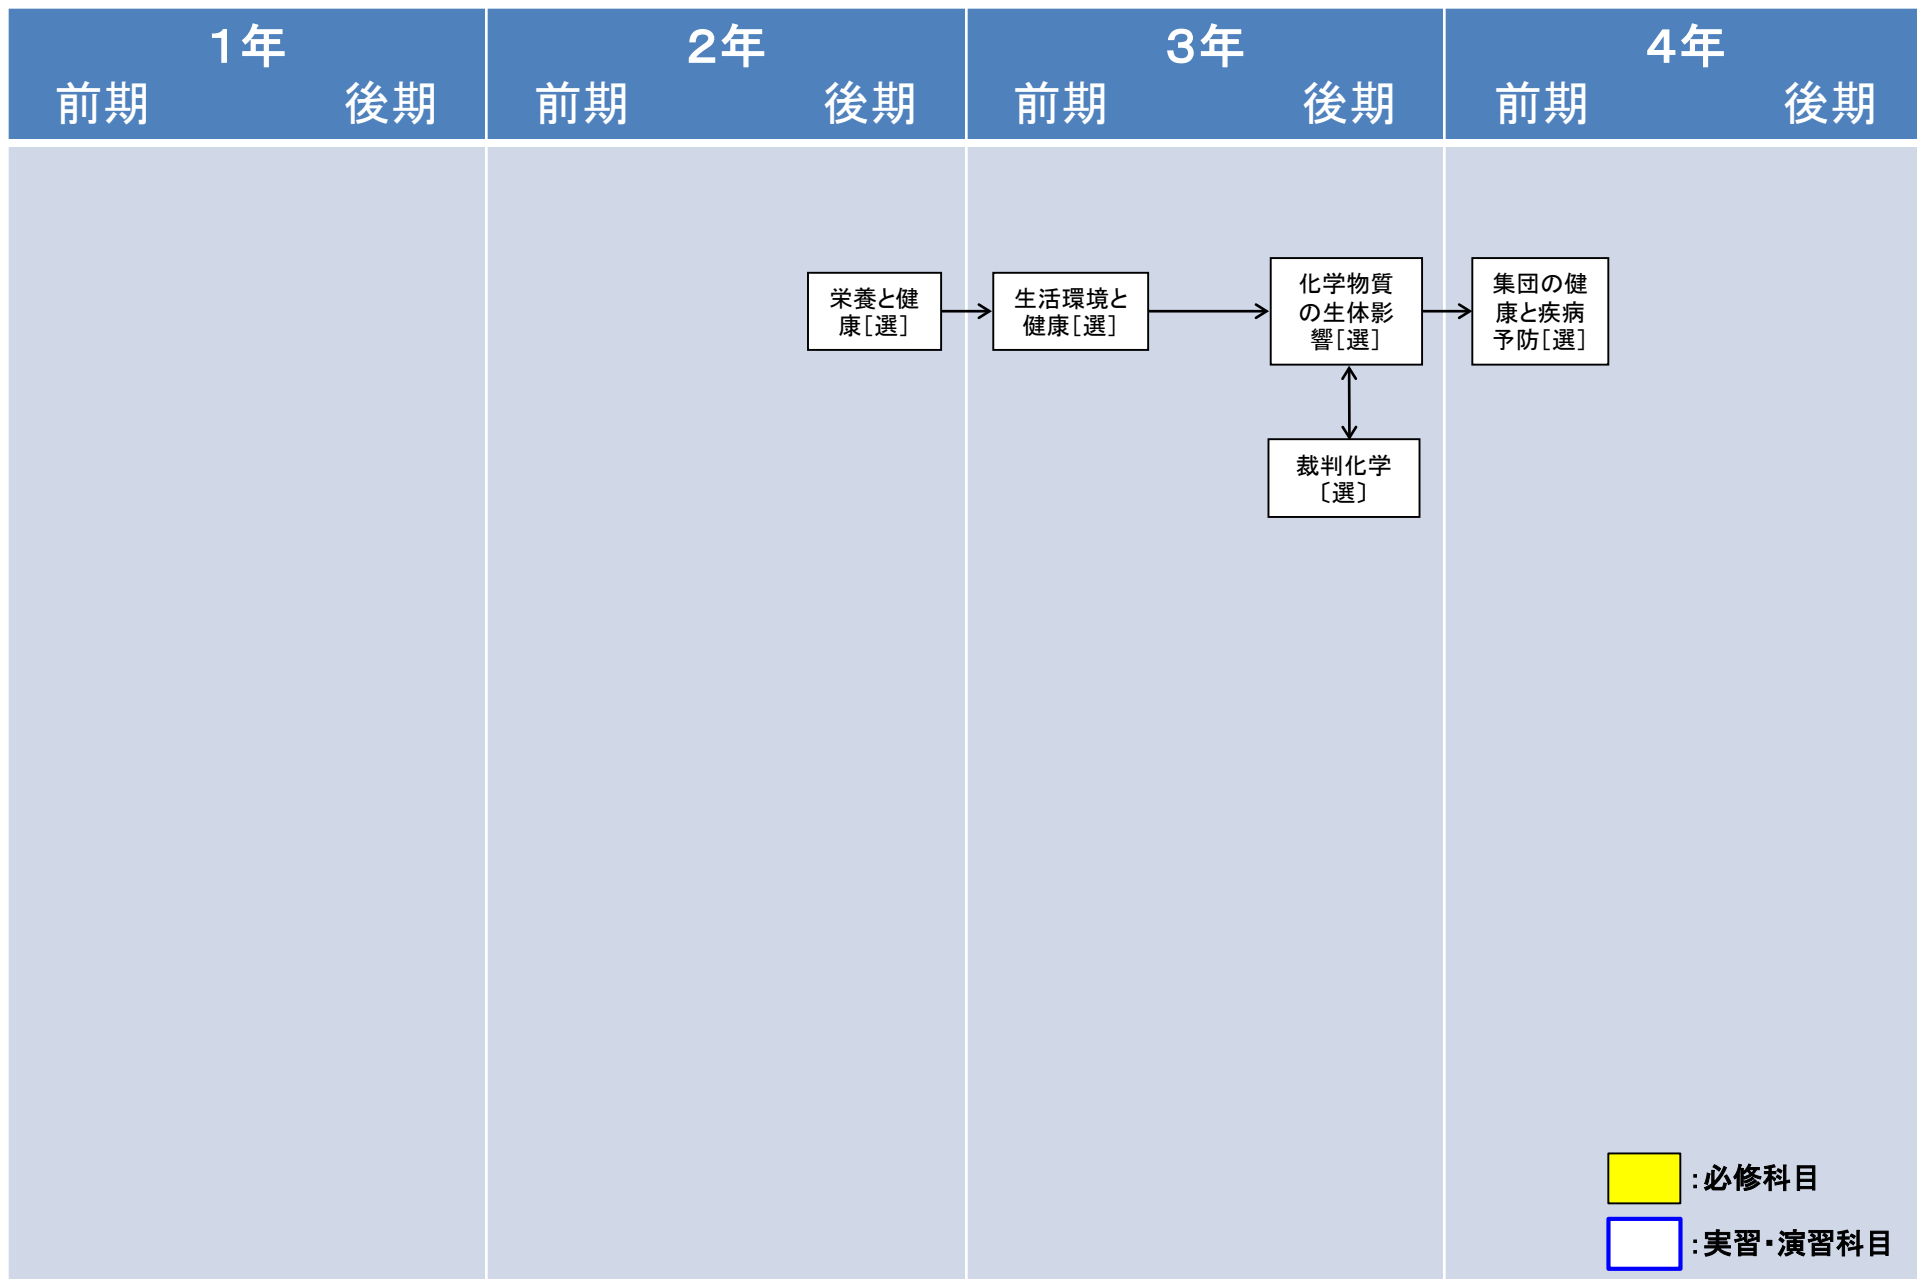 1年
前期 後期
2年
前期 後期
3年
前期 後期
4年
前期 後期
栄養と健
康[選]
生活環境と
健康[選]
化学物質
の生体影
響[選]
集団の健
康と疾病
予防[選]
裁判化学
〔選〕
:必修科目
:実習・演習科目